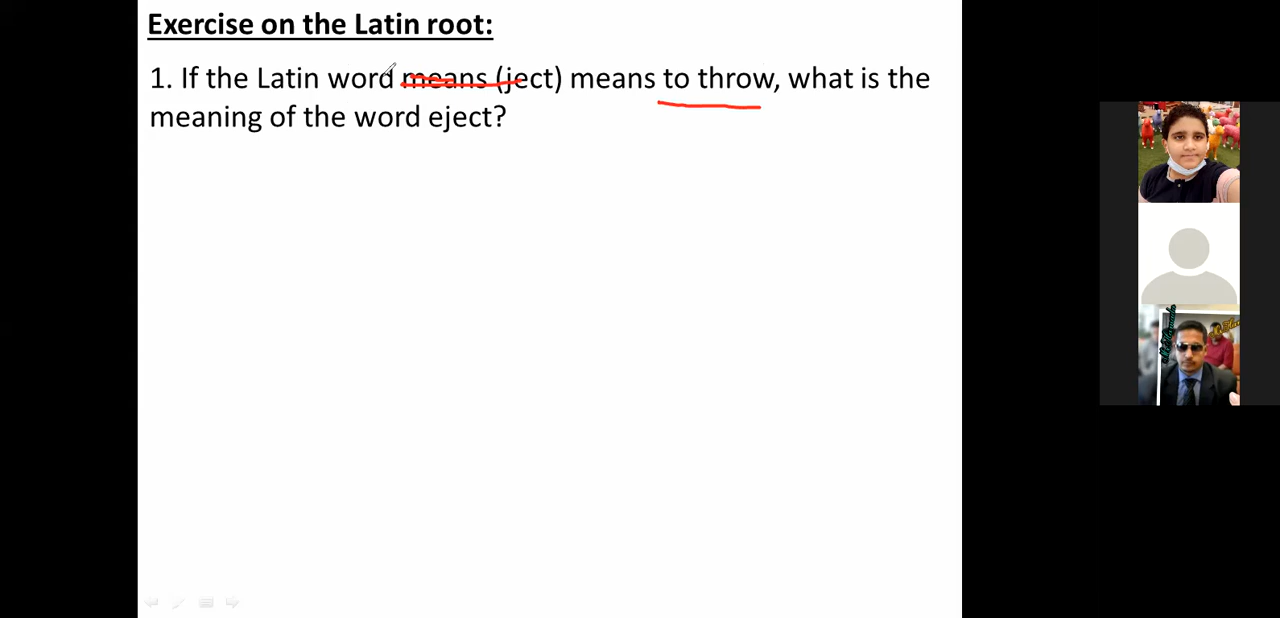 Exercise on the Latin root:
1. If the Latin word means (ject) means to throw, what is the
meaning of the word eject?